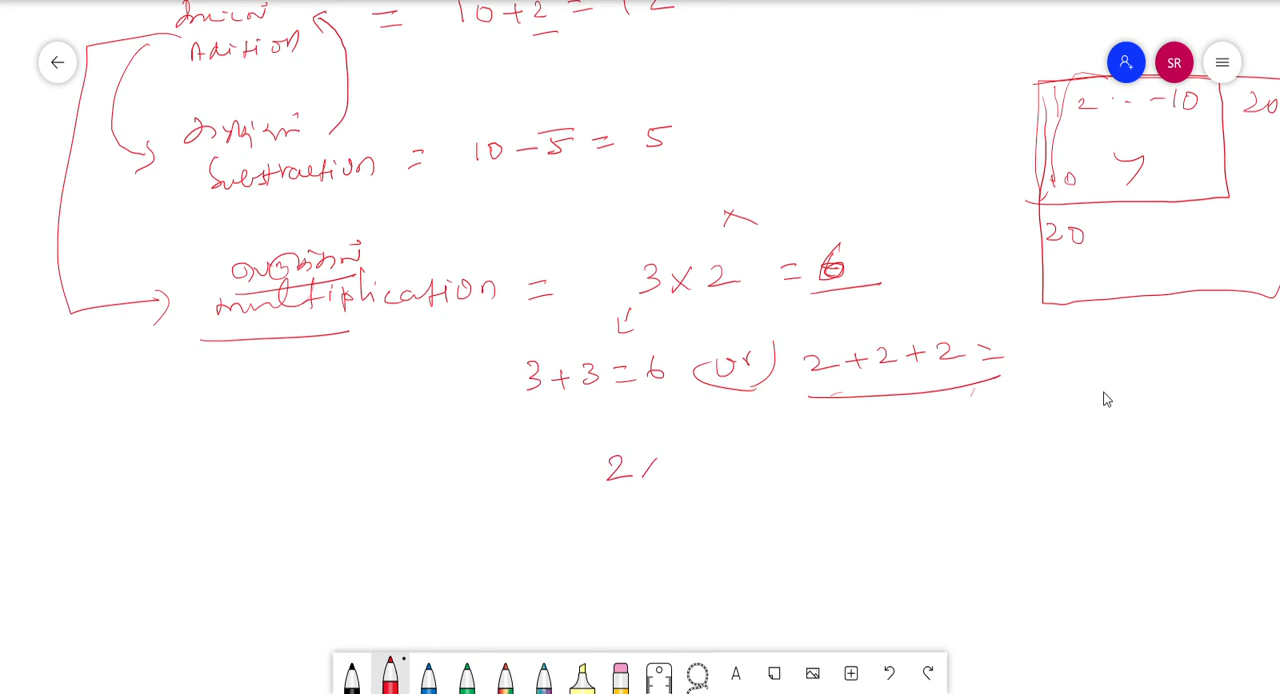 = 10+2 = 12
Adition
Substraction = 10 - 5 = 5
multiplication = 3 × 2 = 6
3+3=6 (or) 2+2+2=
2
SR
2 .. -10 20
10
20
A